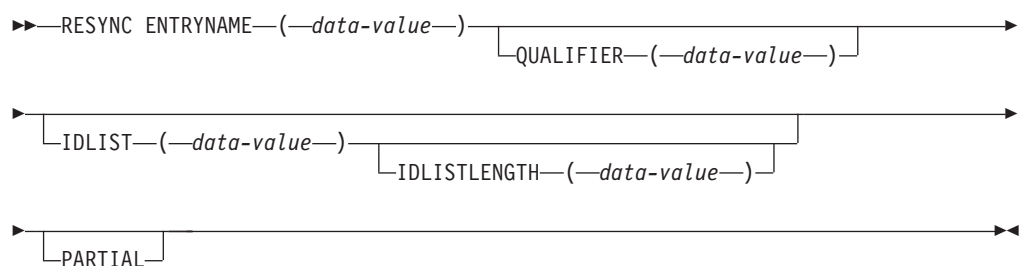 RESYNC ENTRYNAME ( data-value )
QUALIFIER ( data-value )
IDLIST ( data-value )
IDLISTLENGTH ( data-value )
PARTIAL